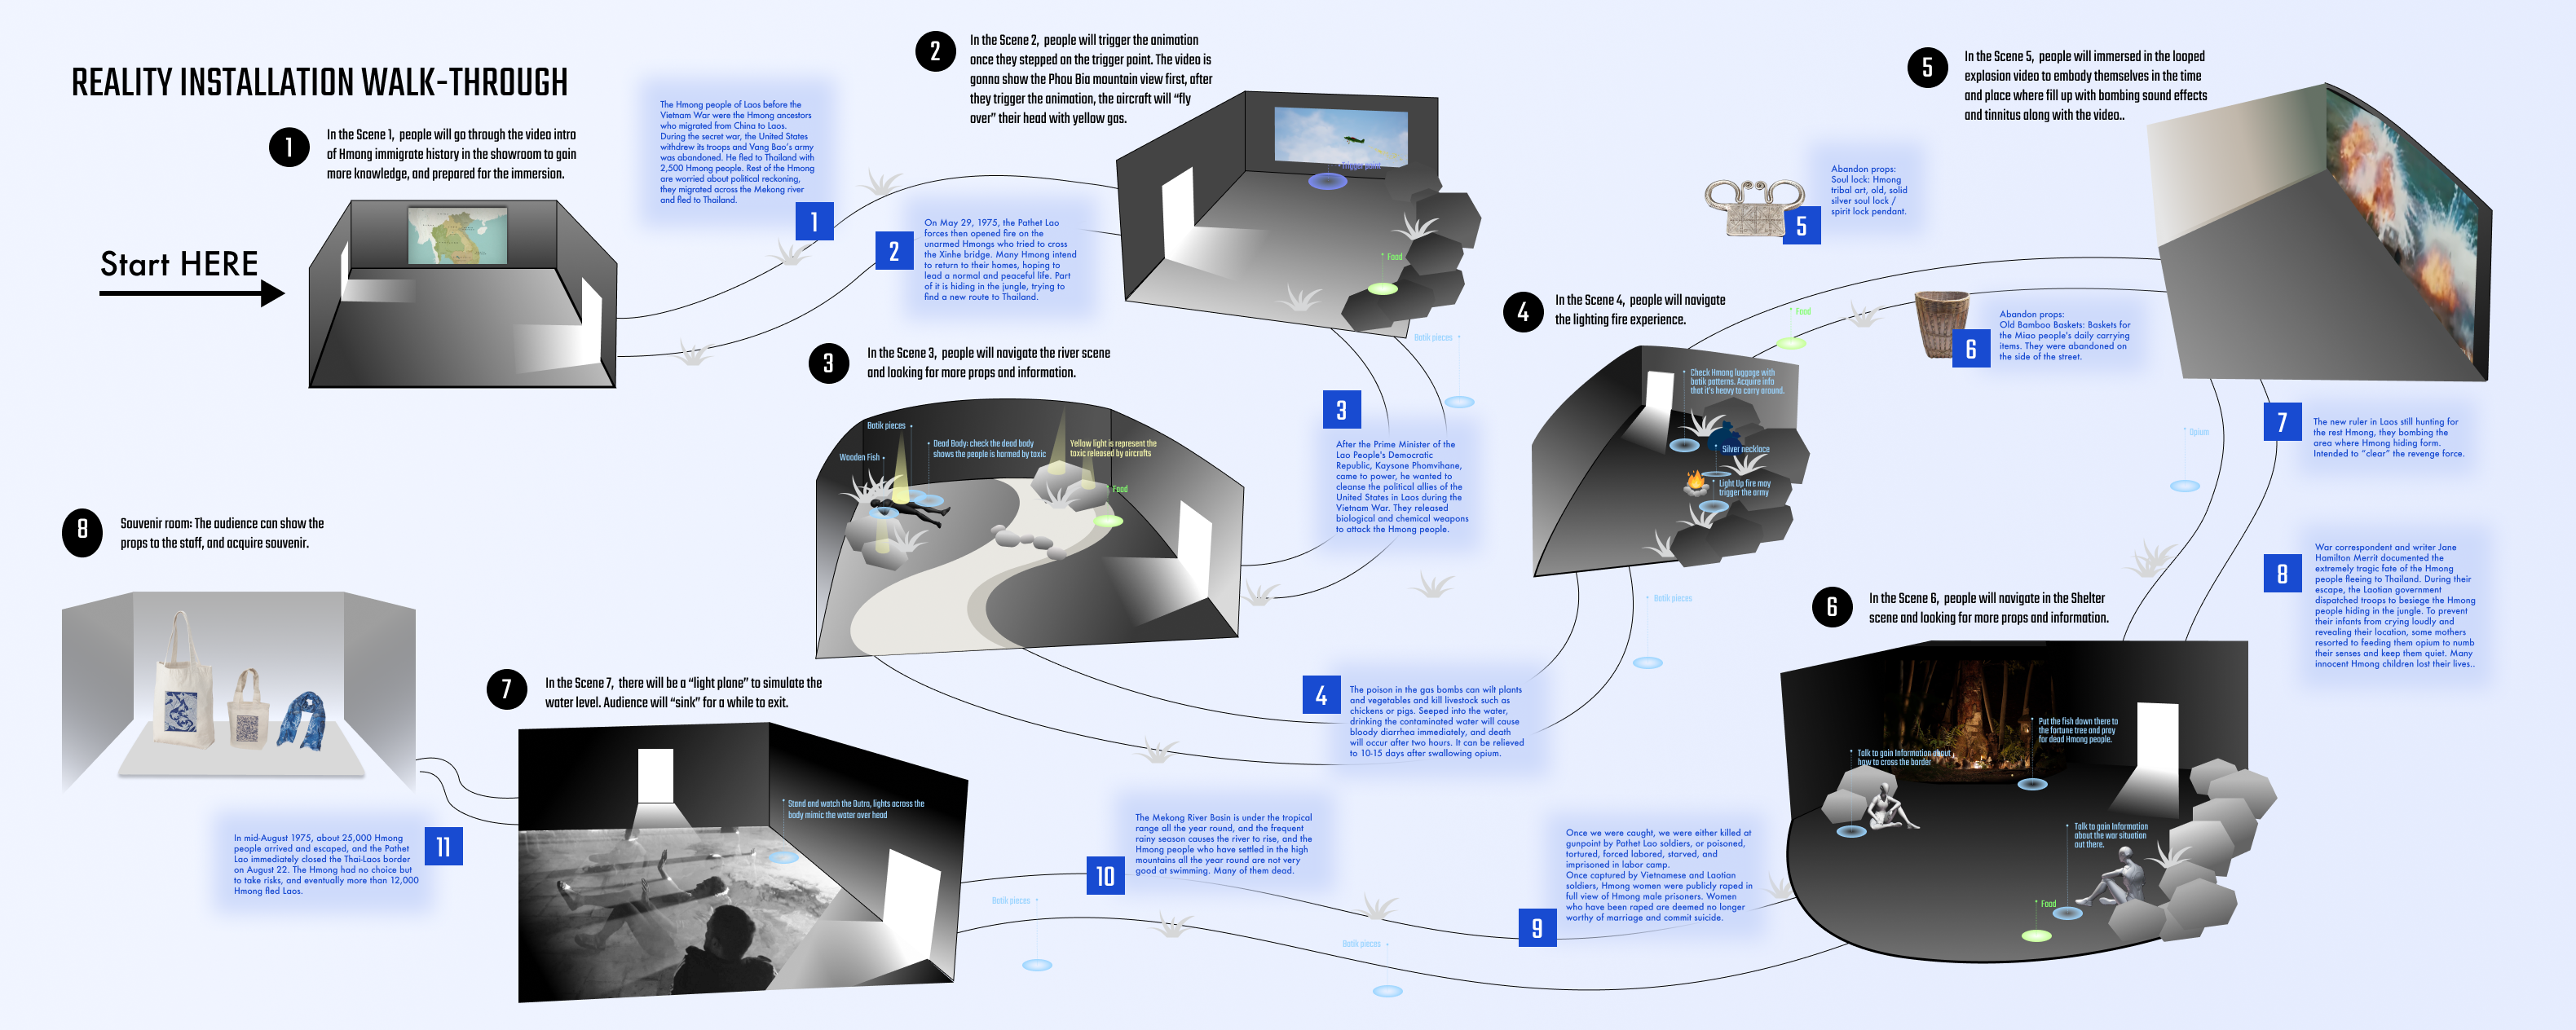 REALITY INSTALLATION WALK-THROUGH
1
In the Scene 1, people will go through the video intro
of Hmong immigrate history in the showroom to gain
more knowledge, and prepared for the immersion.
Start HERE
The Hmong people of Laos before the
Vietnam War were the Hmong ancestors
who migrated from China to Laos.
During the secret war, the United States
withdrew its troops and Vang Bao's army
was abandoned. He fled to Thailand with
2,500 Hmong people. Rest of the Hmong
are worried about political reckoning,
they migrated across the Mekong river
and fled to Thailand.
1
2
On May 29, 1975, the Pathet Lao
forces then opened fire on the
unarmed Hmongs who tried to cross
the Xinhe bridge. Many Hmong intend
to return to their homes, hoping to
lead a normal and peaceful life. Part
of it is hiding in the jungle, trying to
find a new route to Thailand.
2
In the Scene 2, people will trigger the animation
once they stepped on the trigger point. The video is
gonna show the Phou Bia mountain view first, after
they trigger the animation, the aircraft will "fly
over" their head with yellow gas.
Trigger point
Food
Batik pieces
3
In the Scene 3, people will navigate the river scene
and looking for more props and information.
Batik pieces
Wooden Fish
Dead Body: check the dead body
shows the people is harmed by toxic
Yellow light is represent the
toxic released by aircrafts
Food
3
After the Prime Minister of the
Lao People's Democratic
Republic, Kaysone Phomvihane,
came to power, he wanted to
cleanse the political allies of the
United States in Laos during the
Vietnam War. They released
biological and chemical weapons
to attack the Hmong people.
4
The poison in the gas bombs can wilt plants
and vegetables and kill livestock such as
chickens or pigs. Seeped into the water,
drinking the contaminated water will cause
bloody diarrhea immediately, and death
will occur after two hours. It can be relieved
to 10-15 days after swallowing opium.
Batik pieces
4
In the Scene 4, people will navigate
the lighting fire experience.
Check Hmong luggage with
batik patterns. Acquire info
that it's heavy to carry around.
Silver necklace
Light Up fire may
trigger the army
Food
5
Abandon props:
Soul lock: Hmong
tribal art, old, solid
silver soul lock /
spirit lock pendant.
6
Abandon props:
Old Bamboo Baskets: Baskets for
the Miao people's daily carrying
items. They were abandoned on
the side of the street.
5
In the Scene 5, people will immersed in the looped
explosion video to embody themselves in the time
and place where fill up with bombing sound effects
and tinnitus along with the video..
7
The new ruler in Laos still hunting for
the rest Hmong, they bombing the
area where Hmong hiding form.
Intended to "clear" the revenge force.
Opium
8
War correspondent and writer Jane
Hamilton Merrit documented the
extremely tragic fate of the Hmong
people fleeing to Thailand. During their
escape, the Laotian government
dispatched troops to besiege the Hmong
people hiding in the jungle. To prevent
their infants from crying loudly and
revealing their location, some mothers
resorted to feeding them opium to numb
their senses and keep them quiet. Many
innocent Hmong children lost their lives..
6
In the Scene 6, people will navigate in the Shelter
scene and looking for more props and information.
Talk to gain Information about
how to cross the border
Put the fish down there to
the fortune tree and pray
for dead Hmong people.
Talk to gain Information
about the war situation
out there.
Food
9
Once we were caught, we were either killed at
gunpoint by Pathet Lao soldiers, or poisoned,
tortured, forced labored, starved, and
imprisoned in labor camp.
Once captured by Vietnamese and Laotian
soldiers, Hmong women were publicly raped in
full view of Hmong male prisoners. Women
who have been raped are deemed no longer
worthy of marriage and commit suicide.
Batik pieces
10
The Mekong River Basin is under the tropical
range all the year round, and the frequent
rainy season causes the river to rise, and the
Hmong people who have settled in the high
mountains all the year round are not very
good at swimming. Many of them dead.
Batik pieces
7
In the Scene 7, there will be a "light plane" to simulate the
water level. Audience will "sink" for a while to exit.
Stand and watch the Outro, lights across the
body mimic the water over head
11
In mid-August 1975, about 25,000 Hmong
people arrived and escaped, and the Pathet
Lao immediately closed the Thai-Laos border
on August 22. The Hmong had no choice but
to take risks, and eventually more than 12,000
Hmong fled Laos.
8
Souvenir room: The audience can show the
props to the staff, and acquire souvenir.